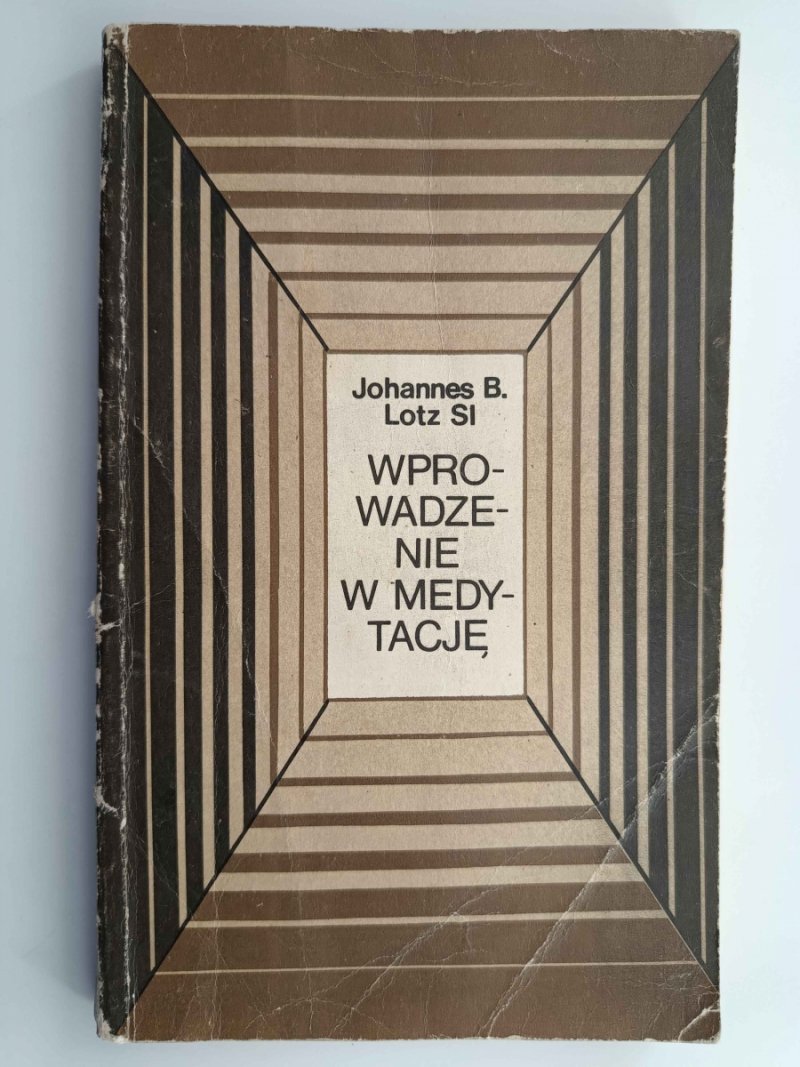 Johannes B.
Lotz SI
WPRO-
WADZE-
NIE
W MEDY-
TACJĘ